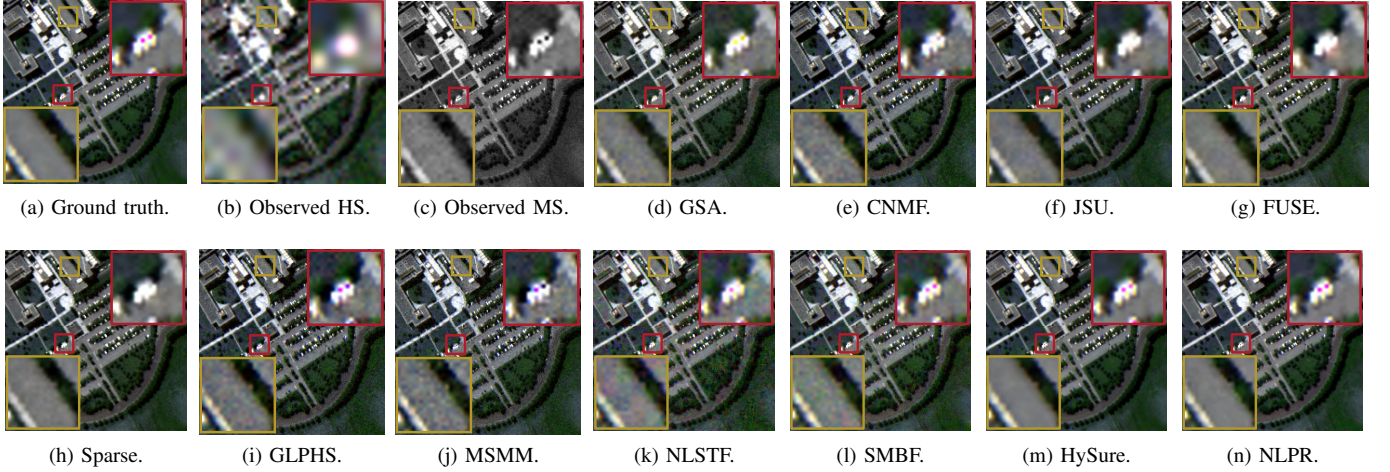 (a) Ground truth. (b) Observed HS. (c) Observed MS. (d) GSA. (e) CNMF. (f) JSU. (g) FUSE.
(h) Sparse. (i) GLPHS. (j) MSMM. (k) NLSTF. (l) SMBF. (m) HySure. (n) NLPR.